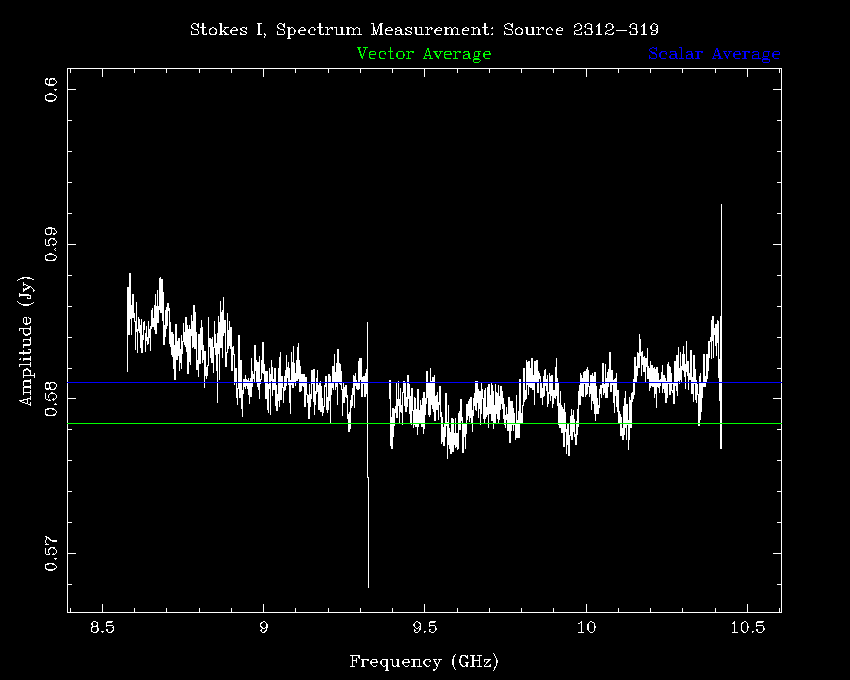 Stokes I, Spectrum Measurement: Source 2312−319
Vector Average Scalar Average
0.6
0.59
0.58
0.57
Amplitude (Jy)
8.5 9 9.5 10 10.5
Frequency (GHz)